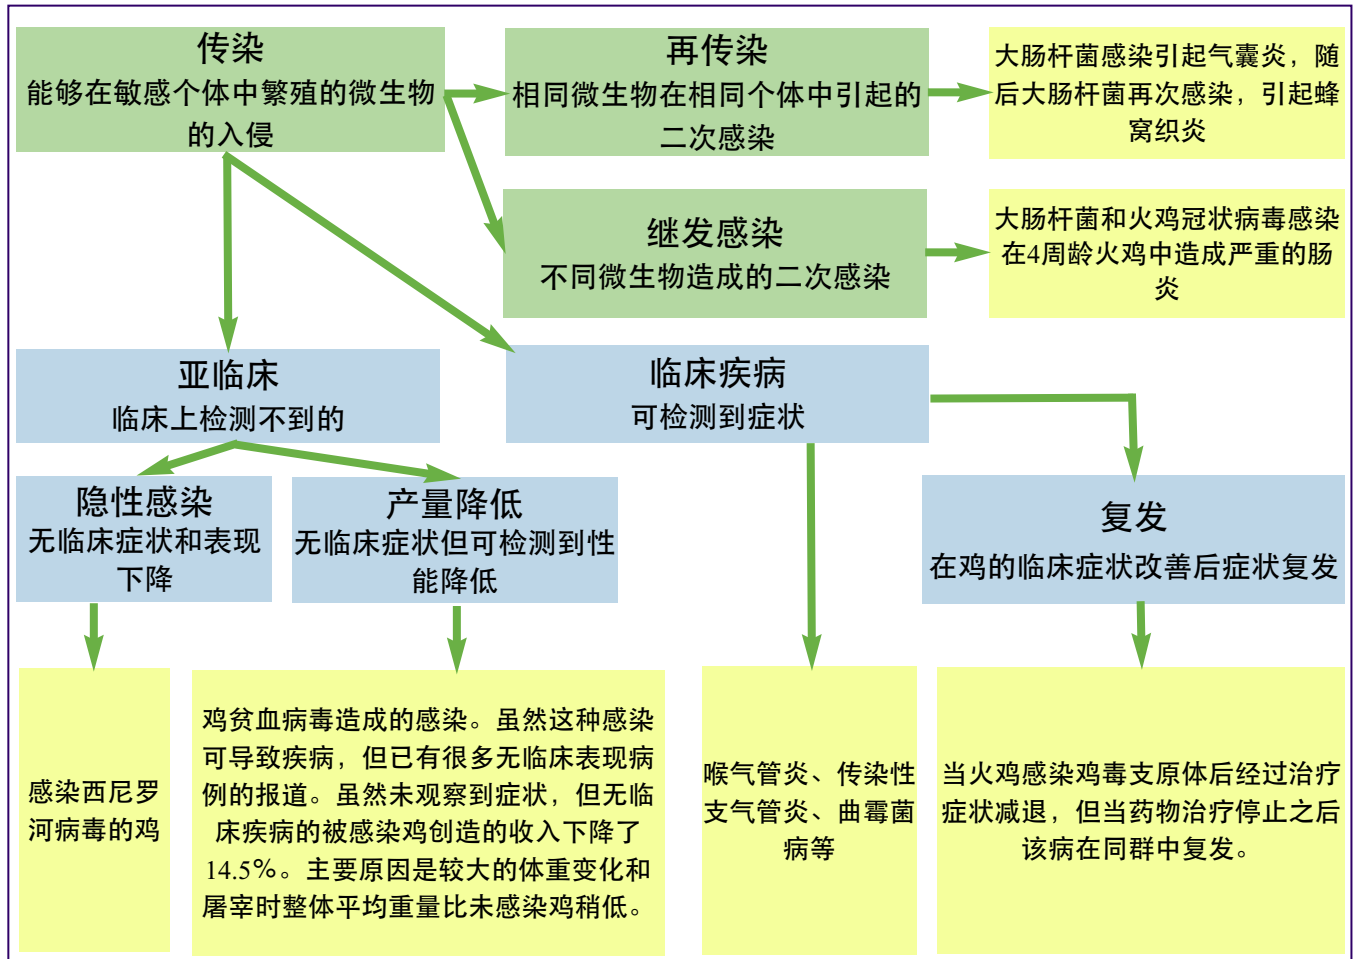 传染
能够在敏感个体中繁殖的微生物
的入侵
再传染
相同微生物在相同个体中引起的
二次感染
大肠杆菌感染引起气囊炎，随
后大肠杆菌再次感染，引起蜂
窝织炎
继发感染
不同微生物造成的二次感染
大肠杆菌和火鸡冠状病毒感染
在4周龄火鸡中造成严重的肠
炎
亚临床
临床上检测不到的
临床疾病
可检测到症状
隐性感染
无临床症状和表现
下降
产量降低
无临床症状但可检测到性
能降低
复发
在鸡的临床症状改善后症状复发
感染西尼罗
河病毒的鸡
鸡贫血病毒造成的感染。虽然这种感染
可导致疾病，但已有很多无临床表现病
例的报道。虽然未观察到症状，但无临
床疾病的被感染鸡创造的收入下降了
14.5%。主要原因是较大的体重变化和
屠宰时整体平均重量比未感染鸡稍低。
喉气管炎、传染性
支气管炎、曲霉菌
病等
当火鸡感染鸡毒支原体后经过治疗
症状减退，但当药物治疗停止之后
该病在同群中复发。